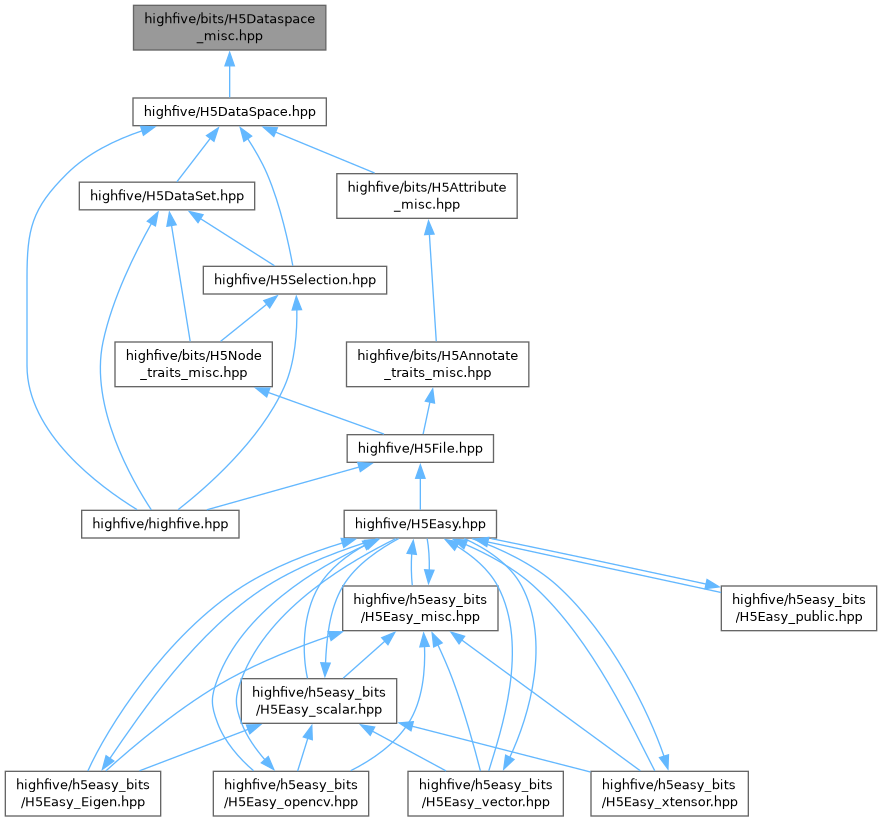 highfive/bits/H5Dataspace
_misc.hpp
highfive/H5DataSpace.hpp
highfive/H5DataSet.hpp
highfive/bits/H5Attribute
_misc.hpp
highfive/H5Selection.hpp
highfive/bits/H5Node
_traits_misc.hpp
highfive/bits/H5Annotate
_traits_misc.hpp
highfive/H5File.hpp
highfive/highfive.hpp
highfive/H5Easy.hpp
highfive/h5easy_bits
/H5Easy_misc.hpp
highfive/h5easy_bits
/H5Easy_public.hpp
highfive/h5easy_bits
/H5Easy_scalar.hpp
highfive/h5easy_bits
/H5Easy_Eigen.hpp
highfive/h5easy_bits
/H5Easy_opencv.hpp
highfive/h5easy_bits
/H5Easy_vector.hpp
highfive/h5easy_bits
/H5Easy_xtensor.hpp